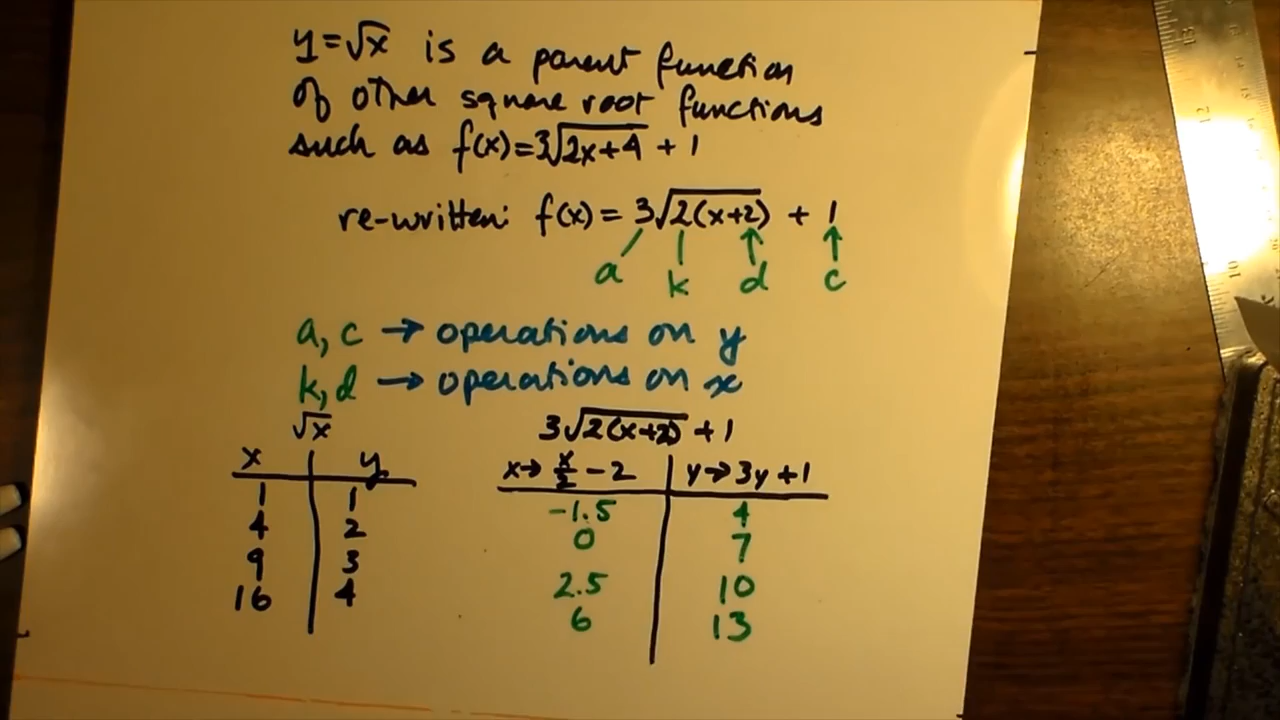 y=√x is a parent function
of other square root functions
such as f(x)=3√2x+4 + 1
re-written: f(x) = 3√2(x+2) + 1
a k d c
a, c → operations on y
k, d → operations on x
√x
x y
1 1
4 2
9 3
16 4
3√2(x+2) + 1
x→ x/2 - 2 y→3y+1
-1.5 4
0 7
2.5 10
6 13